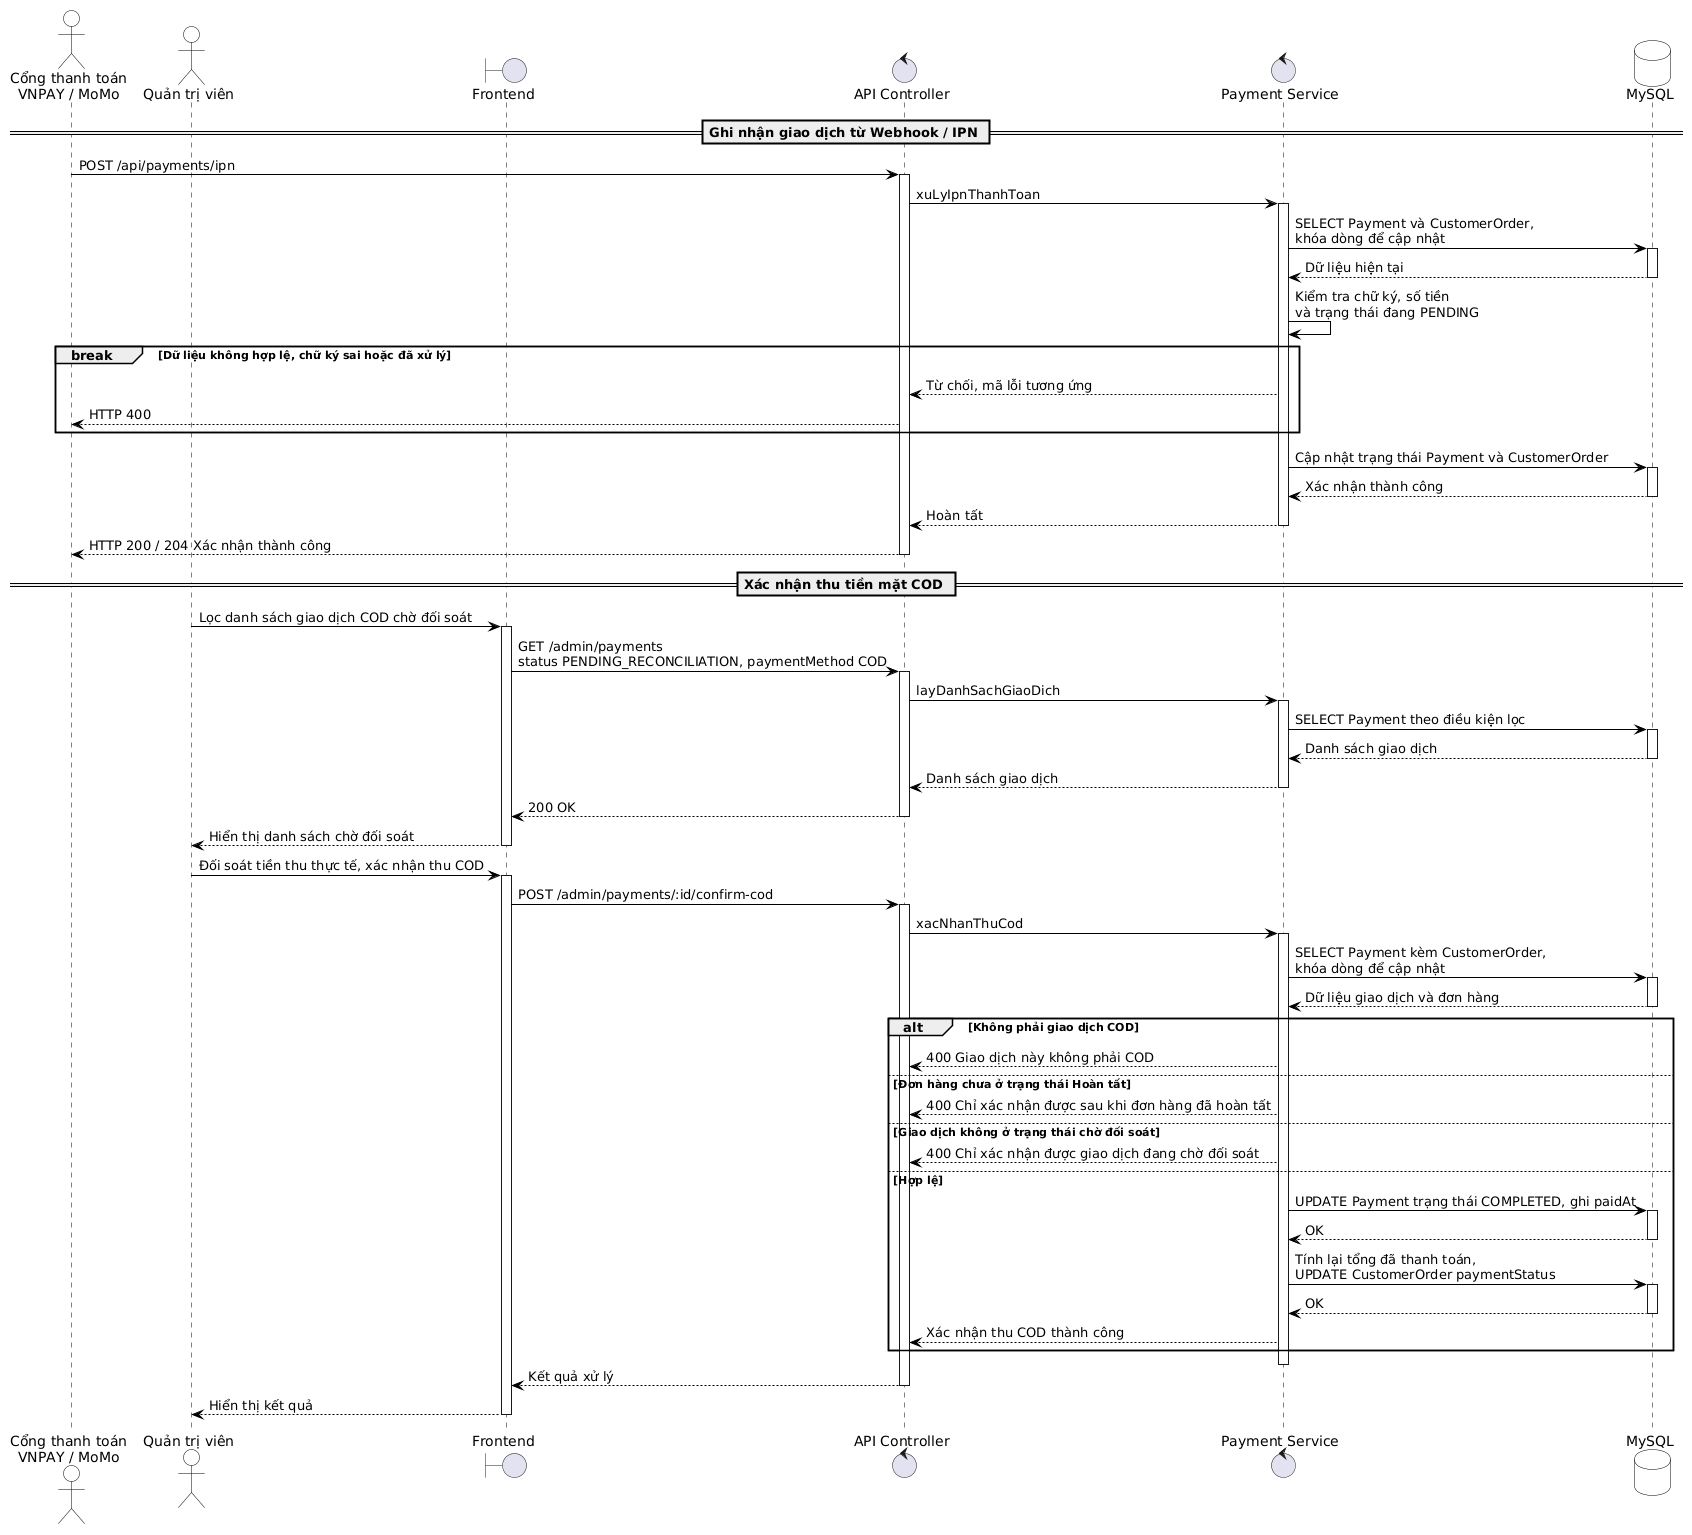 Cổng thanh toán
VNPAY / MoMo
Quản trị viên
Frontend
API Controller
Payment Service
MySQL
Ghi nhận giao dịch từ Webhook / IPN
POST /api/payments/ipn
xuLyIpnThanhToan
SELECT Payment và CustomerOrder,
khóa dòng để cập nhật
Dữ liệu hiện tại
Kiểm tra chữ ký, số tiền
và trạng thái đang PENDING
break [Dữ liệu không hợp lệ, chữ ký sai hoặc đã xử lý]
Từ chối, mã lỗi tương ứng
HTTP 400
Cập nhật trạng thái Payment và CustomerOrder
Xác nhận thành công
Hoàn tất
HTTP 200 / 204 Xác nhận thành công
Xác nhận thu tiền mặt COD
Lọc danh sách giao dịch COD chờ đối soát
GET /admin/payments
status PENDING_RECONCILIATION, paymentMethod COD
layDanhSachGiaoDich
SELECT Payment theo điều kiện lọc
Danh sách giao dịch
Danh sách giao dịch
200 OK
Hiển thị danh sách chờ đối soát
Đối soát tiền thu thực tế, xác nhận thu COD
POST /admin/payments/:id/confirm-cod
xacNhanThuCod
SELECT Payment kèm CustomerOrder,
khóa dòng để cập nhật
Dữ liệu giao dịch và đơn hàng
alt [Không phải giao dịch COD]
400 Giao dịch này không phải COD
[Đơn hàng chưa ở trạng thái Hoàn tất]
400 Chỉ xác nhận được sau khi đơn hàng đã hoàn tất
[Giao dịch không ở trạng thái chờ đối soát]
400 Chỉ xác nhận được giao dịch đang chờ đối soát
[Hợp lệ]
UPDATE Payment trạng thái COMPLETED, ghi paidAt
OK
Tính lại tổng đã thanh toán,
UPDATE CustomerOrder paymentStatus
OK
Xác nhận thu COD thành công
Kết quả xử lý
Hiển thị kết quả
Cổng thanh toán
VNPAY / MoMo
Quản trị viên
Frontend
API Controller
Payment Service
MySQL